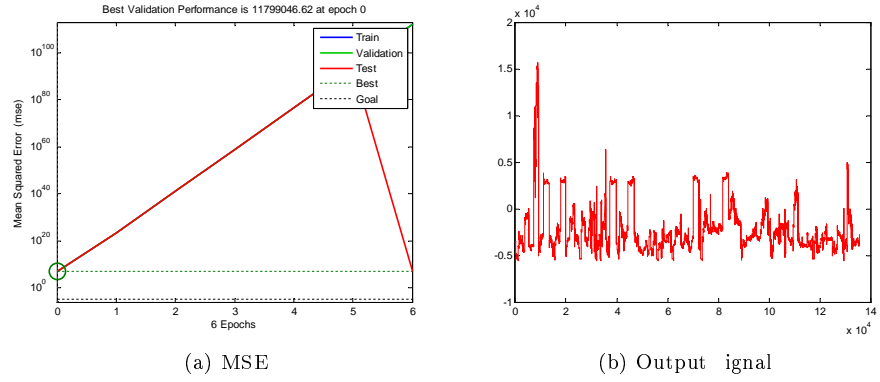 Best Validation Performance is 11799046.62 at epoch 0
Mean Squared Error (mse)
10^100
10^80
10^60
10^40
10^20
10^0
0 1 2 3 4 5 6
6 Epochs
Train
Validation
Test
Best
Goal
(a) MSE
x 10^4
2
1.5
1
0.5
0
-0.5
-1
0 2 4 6 8 10 12 14
x 10^4
(b) Output ignal